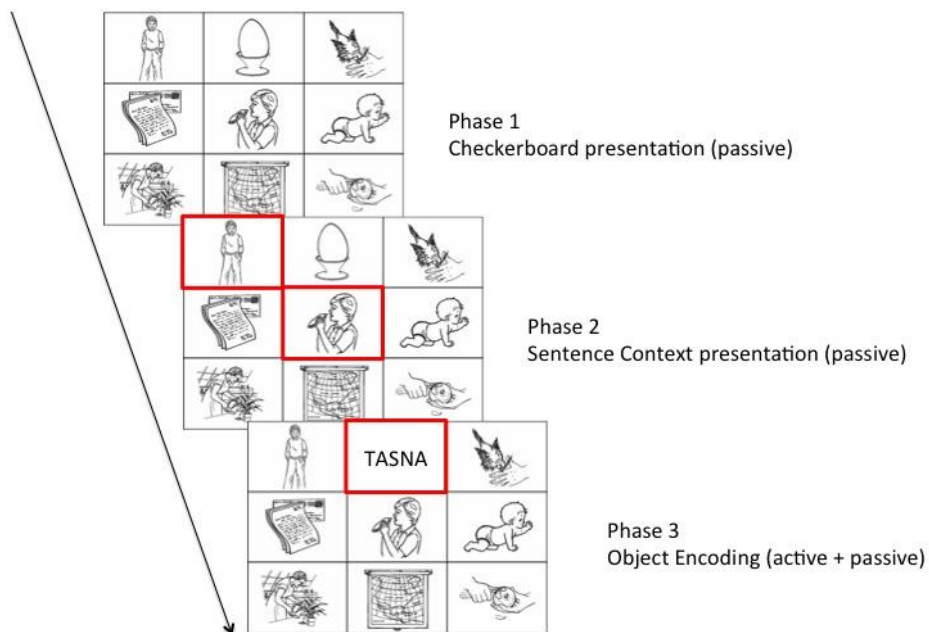 Phase 1
Checkerboard presentation (passive)
Phase 2
Sentence Context presentation (passive)
TASNA
Phase 3
Object Encoding (active + passive)